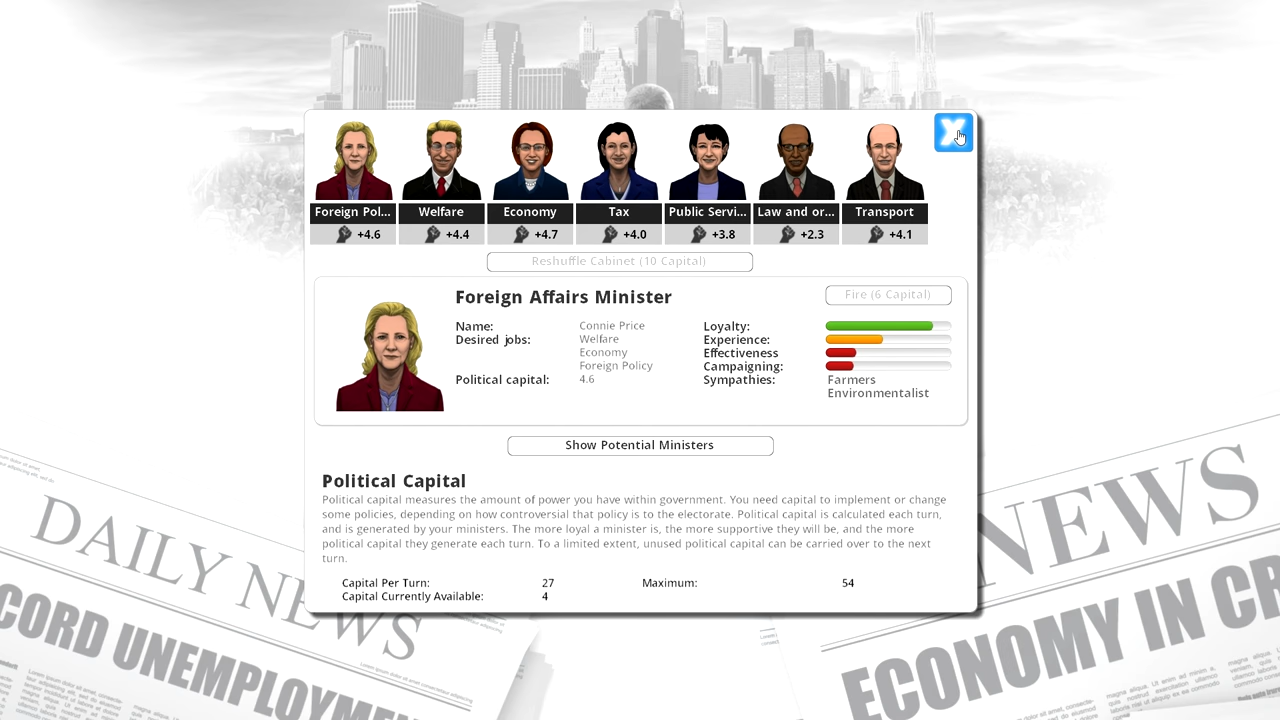 X
Foreign Pol...
Welfare
Economy
Tax
Public Servi...
Law and or...
Transport
+4.6
+4.4
+4.7
+4.0
+3.8
+2.3
+4.1
Reshuffle Cabinet (10 Capital)
Foreign Affairs Minister
Fire (6 Capital)
Name: Connie Price
Desired jobs: Welfare
Economy
Foreign Policy
Political capital: 4.6
Loyalty:
Experience:
Effectiveness
Campaigning:
Sympathies: Farmers
Environmentalist
Show Potential Ministers
Political Capital
Political capital measures the amount of power you have within government. You need capital to implement or change
some policies, depending on how controversial that policy is to the electorate. Political capital is calculated each turn,
and is generated by your ministers. The more loyal a minister is, the more supportive they will be, and the more
political capital they generate each turn. To a limited extent, unused political capital can be carried over to the next
turn.
Capital Per Turn: 27 Maximum: 54
Capital Currently Available: 4
DAILY NEWS
CORD UNEMPLOYME
NEWS
ECONOMY IN CR